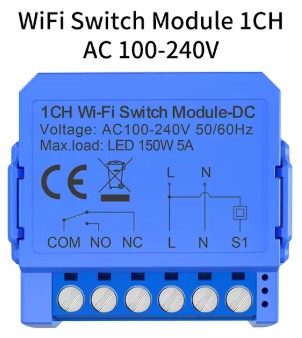 WiFi Switch Module 1CH
AC 100-240V
1CH Wi-Fi Switch Module-DC
Voltage: AC100-240V 50/60Hz
Max.load: LED 150W 5A
CE
L N
COM NO NC L N S1